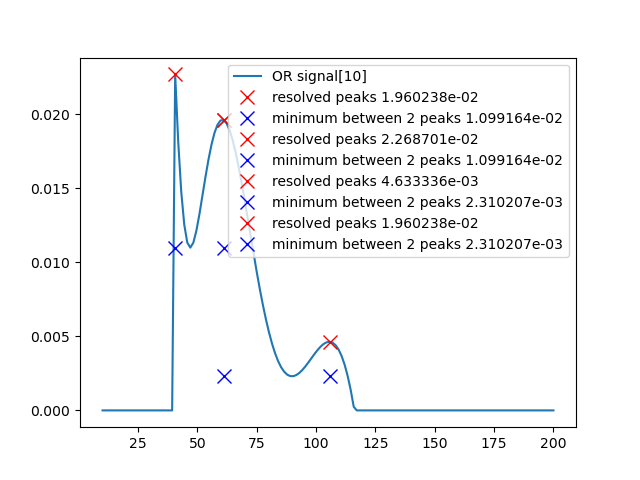 OR signal[10]
resolved peaks 1.960238e-02
minimum between 2 peaks 1.099164e-02
resolved peaks 2.268701e-02
minimum between 2 peaks 1.099164e-02
resolved peaks 4.633336e-03
minimum between 2 peaks 2.310207e-03
resolved peaks 1.960238e-02
minimum between 2 peaks 2.310207e-03
0.020
0.015
0.010
0.005
0.000
25 50 75 100 125 150 175 200